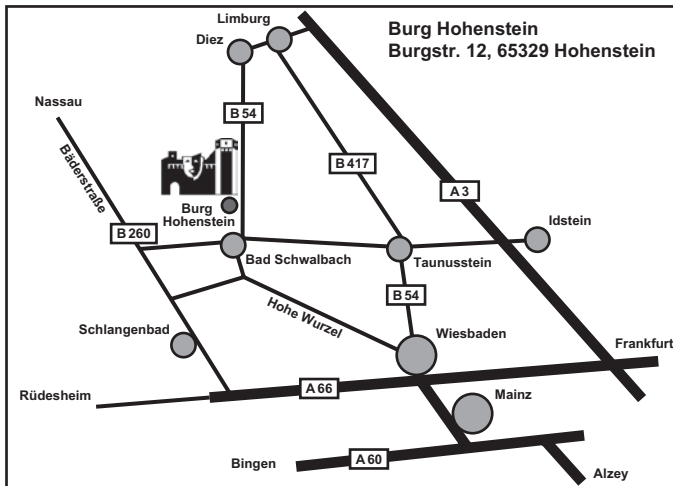 Burg Hohenstein
Burgstr. 12, 65329 Hohenstein
Limburg
Diez
Nassau
B 54
B 417
Bäderstraße
A 3
Burg
Hohenstein
Idstein
B 260
Bad Schwalbach
Taunusstein
B 54
Hohe Wurzel
Schlangenbad
Wiesbaden
Frankfurt
Rüdesheim
A 66
Mainz
Bingen
A 60
Alzey